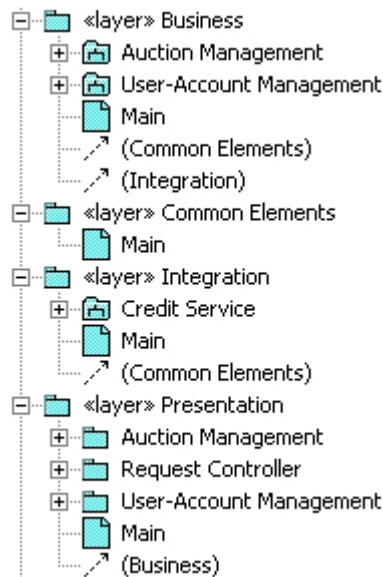 «layer» Business
Auction Management
User-Account Management
Main
(Common Elements)
(Integration)
«layer» Common Elements
Main
«layer» Integration
Credit Service
Main
(Common Elements)
«layer» Presentation
Auction Management
Request Controller
User-Account Management
Main
(Business)